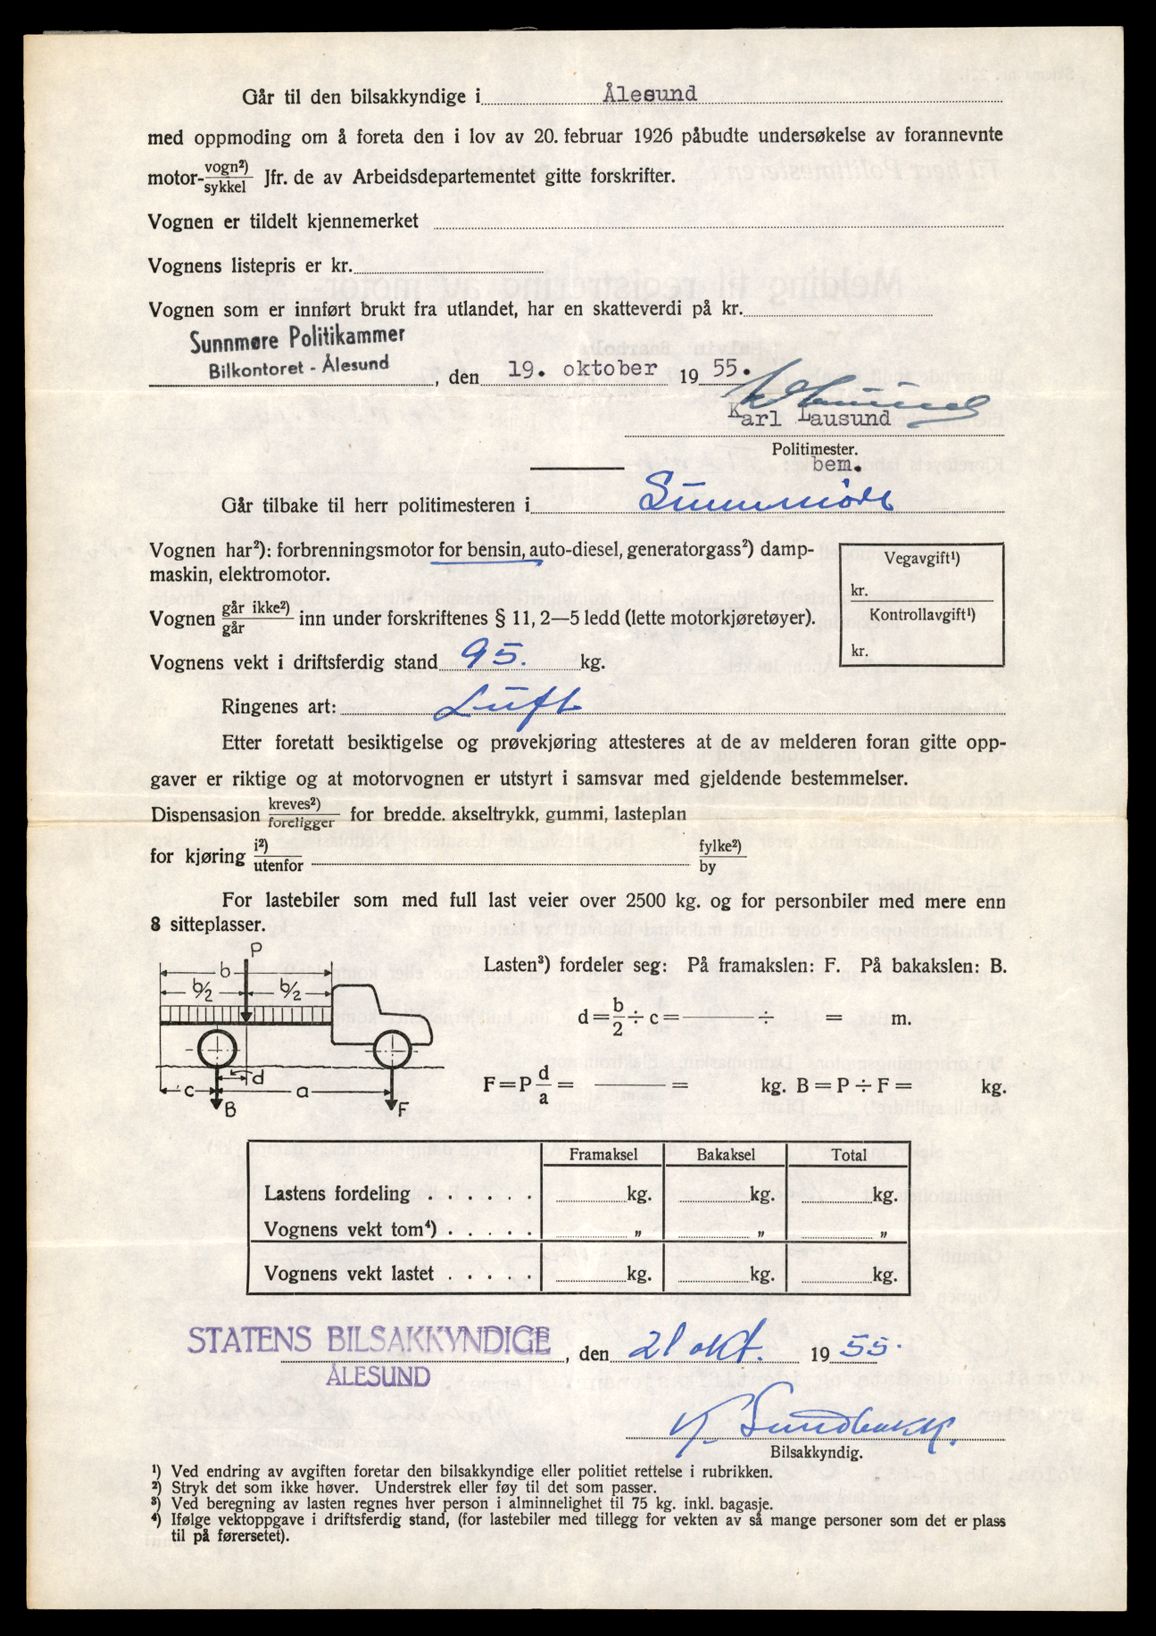 Går til den bilsakkyndige i Ålesund
med oppmoding om å foreta den i lov av 20. februar 1926 påbudte undersøkelse av forannevnte
motor- vogn²) / sykkel Jfr. de av Arbeidsdepartementet gitte forskrifter.
Vognen er tildelt kjennemerket
Vognens listepris er kr.
Vognen som er innført brukt fra utlandet, har en skatteverdi på kr.
Sunnmøre Politikammer
Bilkontoret - Ålesund, den 19. oktober 1955.
Karl Lausund
Politimester.
bem.
Går tilbake til herr politimesteren i Sunnmøre
Vognen har²): forbrenningsmotor for bensin, auto-diesel, generatorgass²) damp-
maskin, elektromotor.
Vegavgift¹)
kr.
Kontrollavgift¹)
kr.
Vognen går ikke²) / går inn under forskriftenes § 11, 2—5 ledd (lette motorkjøretøyer).
Vognens vekt i driftsferdig stand 95. kg.
Ringenes art: Luft
Etter foretatt besiktigelse og prøvekjøring attesteres at de av melderen foran gitte opp-
gaver er riktige og at motorvognen er utstyrt i samsvar med gjeldende bestemmelser.
Dispensasjon kreves²) / foreligger for bredde. akseltrykk, gummi, lasteplan
for kjøring i²) / utenfor fylke²) / by
For lastebiler som med full last veier over 2500 kg. og for personbiler med mere enn
8 sitteplasser.
P
b
b/2 b/2
d
c a
B F
Lasten³) fordeler seg: På framakslen: F. På bakakslen: B.
d = b/2 ÷ c = ÷ = m.
F = P d/a = = kg. B = P ÷ F = kg.
Framaksel Bakaksel Total
Lastens fordeling . . . . . . kg. kg. kg.
Vognens vekt tom⁴) . . . . . „ „ „
Vognens vekt lastet . . . . . kg. kg. kg.
STATENS BILSAKKYNDIGE, den 21 okt. 1955.
ÅLESUND
K. Sundbakk.
Bilsakkyndig.
¹) Ved endring av avgiften foretar den bilsakkyndige eller politiet rettelse i rubrikken.
²) Stryk det som ikke høver. Understrek eller føy til det som passer.
³) Ved beregning av lasten regnes hver person i alminnelighet til 75 kg. inkl. bagasje.
⁴) Ifølge vektoppgave i driftsferdig stand, (for lastebiler med tillegg for vekten av så mange personer som det er plass
til på førersetet).